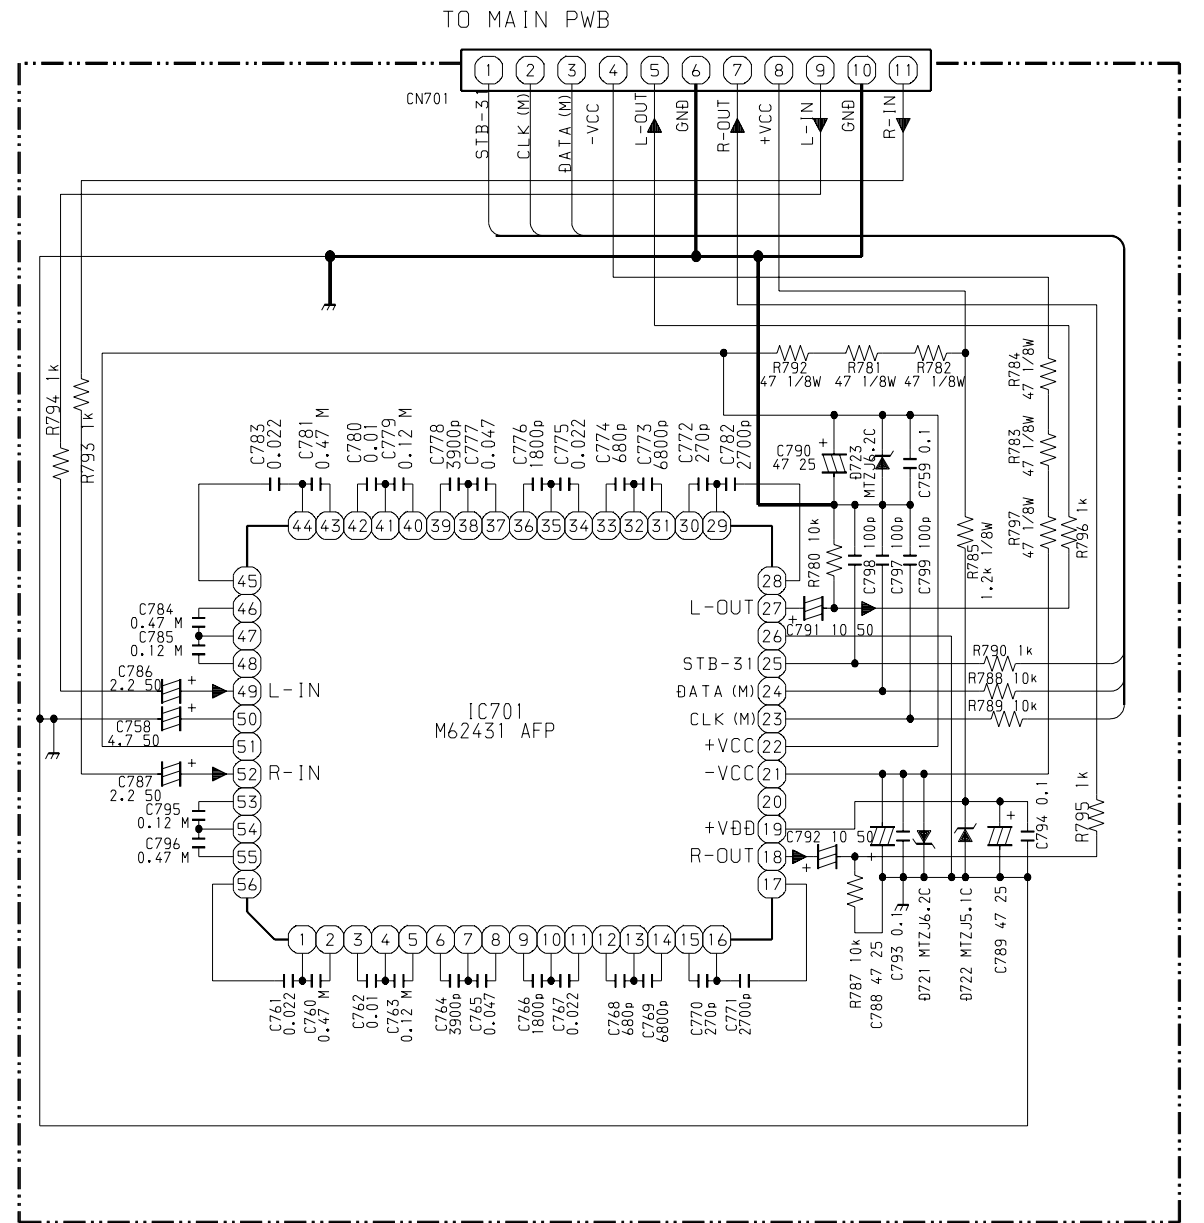 TO MAIN PWB
1 2 3 4 5 6 7 8 9 10 11
CN701
STB-31
CLK (M)
DATA (M)
-VCC
L-OUT
GND
R-OUT
+VCC
L-IN
GND
R-IN
R794 1k
R793 1k
R792
47 1/8W
R781
47 1/8W
R782
47 1/8W
R784
47 1/8W
R783
47 1/8W
R797
47 1/8W
R796 1k
C783
0.022
C781
0.47 M
C780
0.01
C779
0.12 M
C778
3900p
C777
0.047
C776
1800p
C775
0.022
C774
680p
C773
6800p
C772
270p
C782
2700p
C790
47 25
+
D723
MTZJ6.2C
C759 0.1
R780 10k
C798 100p
C797 100p
C799 100p
R785
1.2k 1/8W
44 43 42 41 40 39 38 37 36 35 34 33 32 31 30 29
45
46
47
48
49
50
51
52
53
54
55
56
C784
0.47 M
C785
0.12 M
C786
2.2 50
+
L-IN
C758
4.7 50
+
C787
2.2 50
+
R-IN
C795
0.12 M
C796
0.47 M
IC701
M62431 AFP
28
L-OUT 27
+
C791 10 50
26
STB-31 25
DATA (M) 24
CLK (M) 23
+VCC 22
-VCC 21
20
+VDD 19
R-OUT 18
17
R790 1k
R788 10k
R789 10k
C792 10 50
+
+
+
C794 0.1
R795 1k
1 2 3 4 5 6 7 8 9 10 11 12 13 14 15 16
C761
0.022
C760
0.47 M
C762
0.01
C763
0.12 M
C764
3900p
C765
0.047
C766
1800p
C767
0.022
C768
680p
C769
6800p
C770
270p
C771
2700p
R787 10k
C788 47 25
C793 0.1
D721 MTZJ6.2C
D722 MTZJ5.1C
C789 47 25